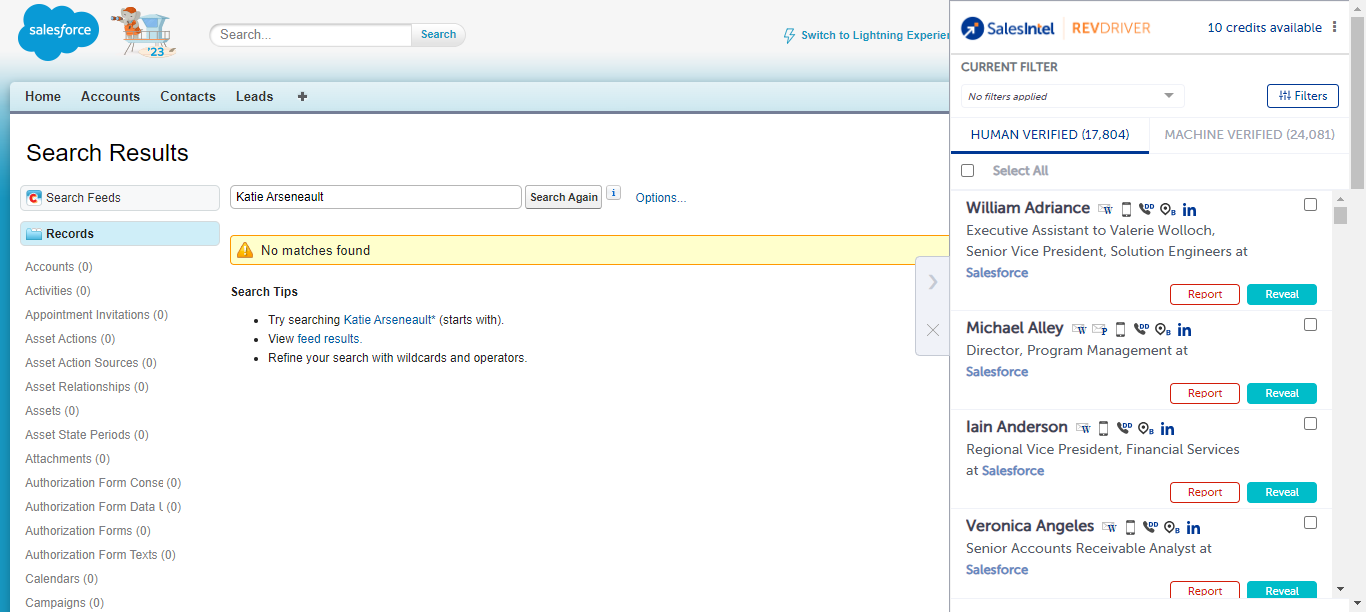 salesforce
'23
Search...
Search
Switch to Lightning Experien
Home
Accounts
Contacts
Leads
Search Results
Search Feeds
Katie Arseneault
Search Again
i
Options...
Records
No matches found
Search Tips
Try searching Katie Arseneault* (starts with).
View feed results.
Refine your search with wildcards and operators.
Accounts (0)
Activities (0)
Appointment Invitations (0)
Asset Actions (0)
Asset Action Sources (0)
Asset Relationships (0)
Assets (0)
Asset State Periods (0)
Attachments (0)
Authorization Form Conse (0)
Authorization Form Data U (0)
Authorization Forms (0)
Authorization Form Texts (0)
Calendars (0)
Campaigns (0)
SalesIntel
REVDRIVER
10 credits available
CURRENT FILTER
No filters applied
Filters
HUMAN VERIFIED (17,804)
MACHINE VERIFIED (24,081)
Select All
William Adriance
Executive Assistant to Valerie Wolloch,
Senior Vice President, Solution Engineers at
Salesforce
Report
Reveal
Michael Alley
Director, Program Management at
Salesforce
Report
Reveal
Iain Anderson
Regional Vice President, Financial Services
at Salesforce
Report
Reveal
Veronica Angeles
Senior Accounts Receivable Analyst at
Salesforce
Report
Reveal